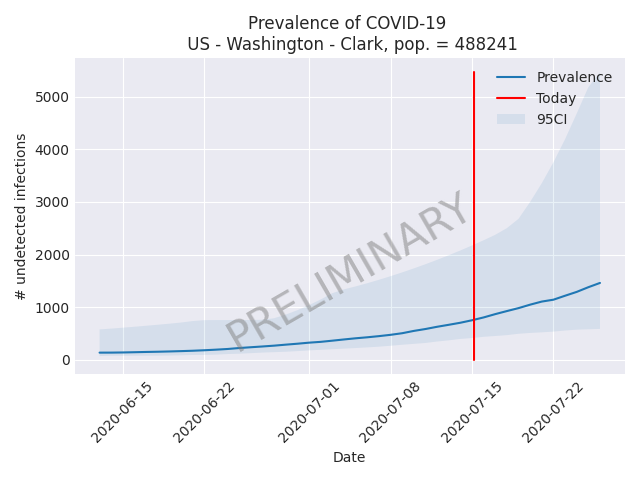 Prevalence of COVID-19
US - Washington - Clark, pop. = 488241
# undetected infections
5000
4000
3000
2000
1000
0
Prevalence
Today
95CI
PRELIMINARY
2020-06-15
2020-06-22
2020-07-01
2020-07-08
2020-07-15
2020-07-22
Date